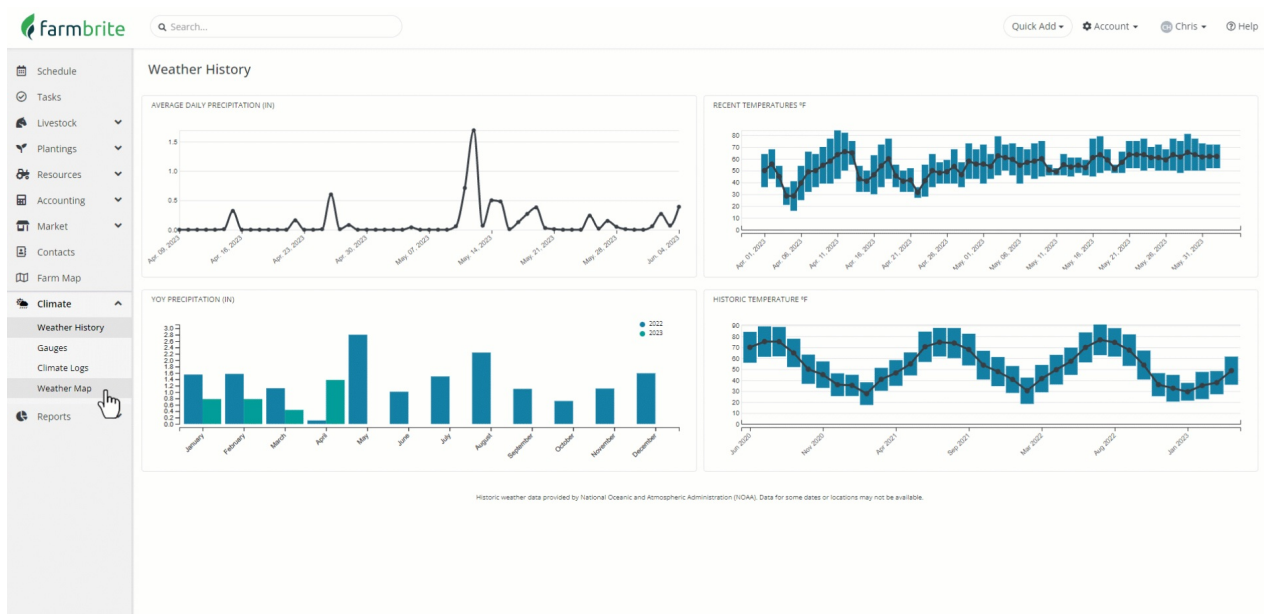 farmbrite
Search...
Quick Add
Account
CH Chris
Help
Schedule
Tasks
Livestock
Plantings
Resources
Accounting
Market
Contacts
Farm Map
Climate
Weather History
Gauges
Climate Logs
Weather Map
Reports
Weather History
AVERAGE DAILY PRECIPITATION (IN)
1.5
1.0
0.5
0.0
Apr. 09, 2023
Apr. 16, 2023
Apr. 23, 2023
Apr. 30, 2023
May. 07, 2023
May. 14, 2023
May. 21, 2023
May. 28, 2023
Jun. 04, 2023
RECENT TEMPERATURES °F
80
70
60
50
40
30
20
10
0
Apr. 01, 2023
Apr. 06, 2023
Apr. 11, 2023
Apr. 16, 2023
Apr. 21, 2023
Apr. 26, 2023
May. 01, 2023
May. 06, 2023
May. 11, 2023
May. 16, 2023
May. 21, 2023
May. 26, 2023
May. 31, 2023
YOY PRECIPITATION (IN)
2022
2023
3.0
2.8
2.6
2.4
2.2
2.0
1.8
1.6
1.4
1.2
1.0
0.8
0.6
0.4
0.2
0.0
January
February
March
April
May
June
July
August
September
October
November
December
HISTORIC TEMPERATURE °F
90
80
70
60
50
40
30
20
10
0
Jun 2020
Nov 2020
Apr 2021
Sep 2021
Mar 2022
Aug 2022
Jan 2023
Historic weather data provided by National Oceanic and Atmospheric Administration (NOAA). Data for some dates or locations may not be available.